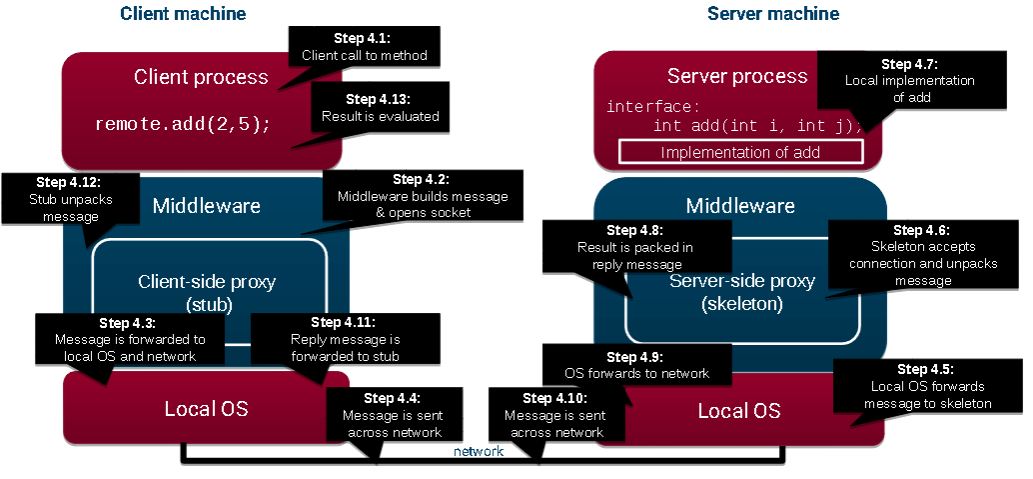 Client machine
Server machine
Step 4.1:
Client call to method
Client process
Step 4.13:
Result is evaluated
remote.add(2,5);
Step 4.7:
Local implementation
of add
Server process
interface:
int add(int i, int j);
Implementation of add
Step 4.12:
Stub unpacks
message
Middleware
Step 4.2:
Middleware builds message
& opens socket
Client-side proxy
(stub)
Step 4.3:
Message is forwarded to
local OS and network
Step 4.11:
Reply message is
forwarded to stub
Local OS
Step 4.4:
Message is sent
across network
Middleware
Step 4.8:
Result is packed in
reply message
Step 4.6:
Skeleton accepts
connection and unpacks
message
Server-side proxy
(skeleton)
Step 4.9:
OS forwards to network
Step 4.5:
Local OS forwards
message to skeleton
Step 4.10:
Message is sent
across network
Local OS
network